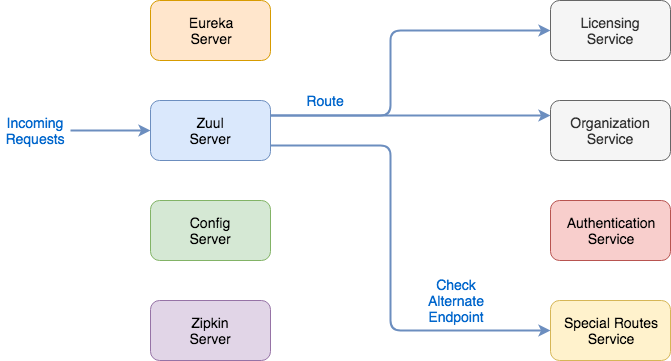 Eureka
Server
Licensing
Service
Incoming
Requests
Zuul
Server
Route
Organization
Service
Config
Server
Authentication
Service
Check
Alternate
Endpoint
Zipkin
Server
Special Routes
Service